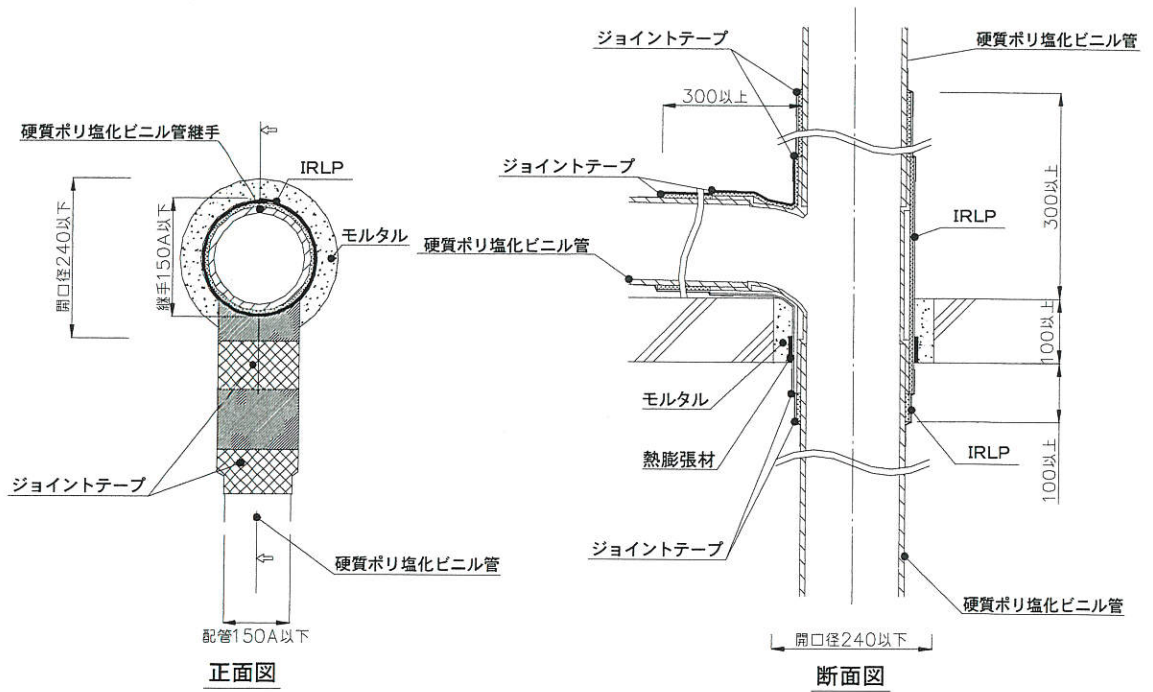 硬質ポリ塩化ビニル管継手
IRLP
開口径240以下
継手150A以下
モルタル
ジョイントテープ
硬質ポリ塩化ビニル管
配管150A以下
正面図
ジョイントテープ
硬質ポリ塩化ビニル管
300以上
ジョイントテープ
硬質ポリ塩化ビニル管
IRLP
300以上
100以上
100以上
モルタル
熱膨張材
IRLP
ジョイントテープ
硬質ポリ塩化ビニル管
開口径240以下
断面図